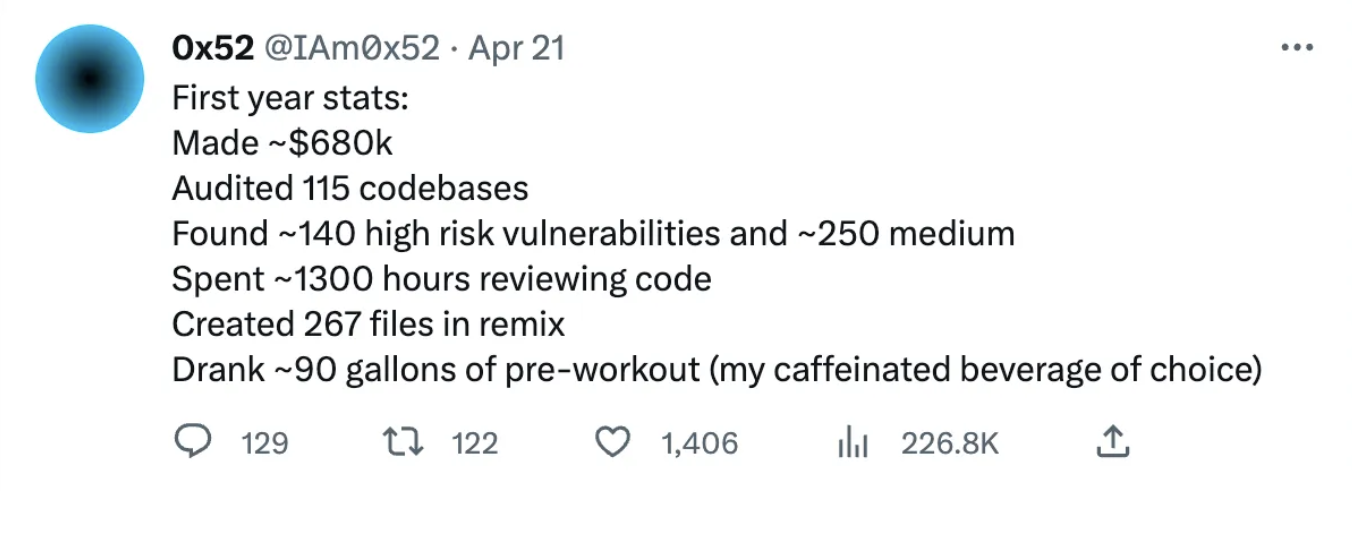 0x52 @IAm0x52 · Apr 21
First year stats:
Made ~$680k
Audited 115 codebases
Found ~140 high risk vulnerabilities and ~250 medium
Spent ~1300 hours reviewing code
Created 267 files in remix
Drank ~90 gallons of pre-workout (my caffeinated beverage of choice)
129 122 1,406 226.8K